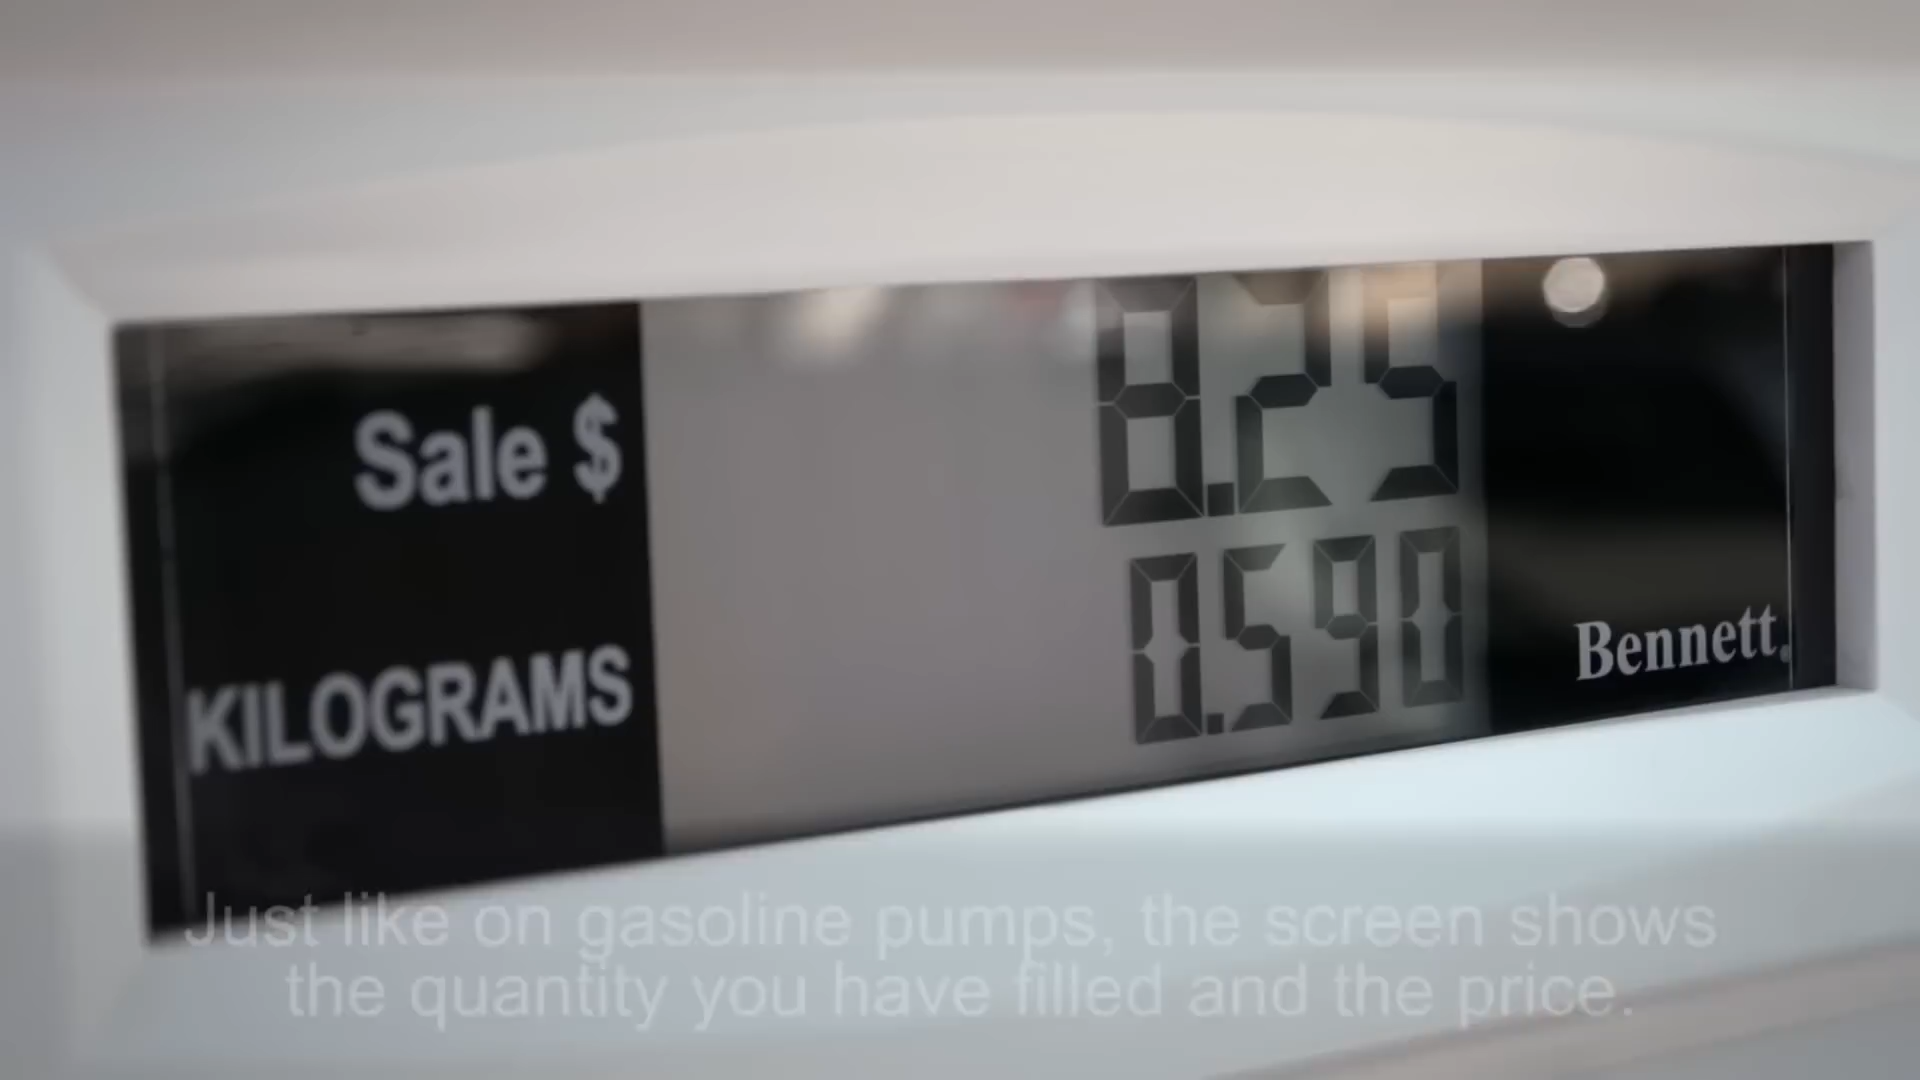 Sale $ 8.25
KILOGRAMS 0.590
Bennett.
Just like on gasoline pumps, the screen shows
the quantity you have filled and the price.